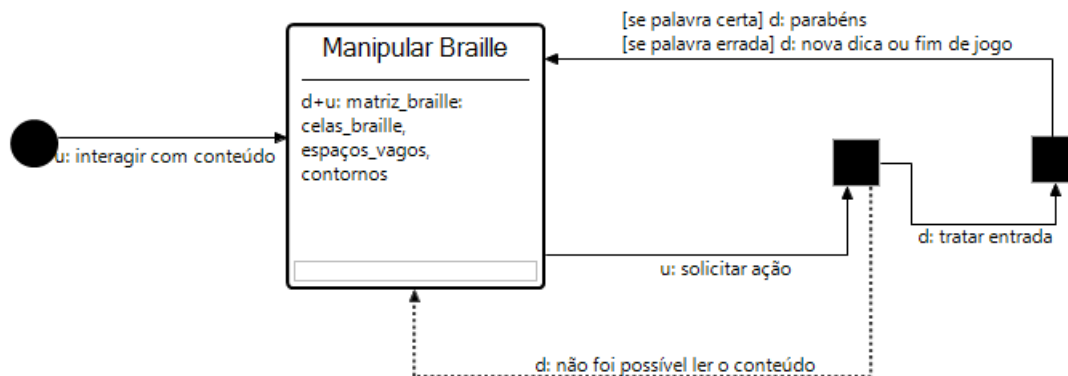 [se palavra certa] d: parabéns
[se palavra errada] d: nova dica ou fim de jogo
Manipular Braille
d+u: matriz_braille:
celas_braille,
espaços_vagos,
contornos
u: interagir com conteúdo
d: tratar entrada
u: solicitar ação
d: não foi possível ler o conteúdo